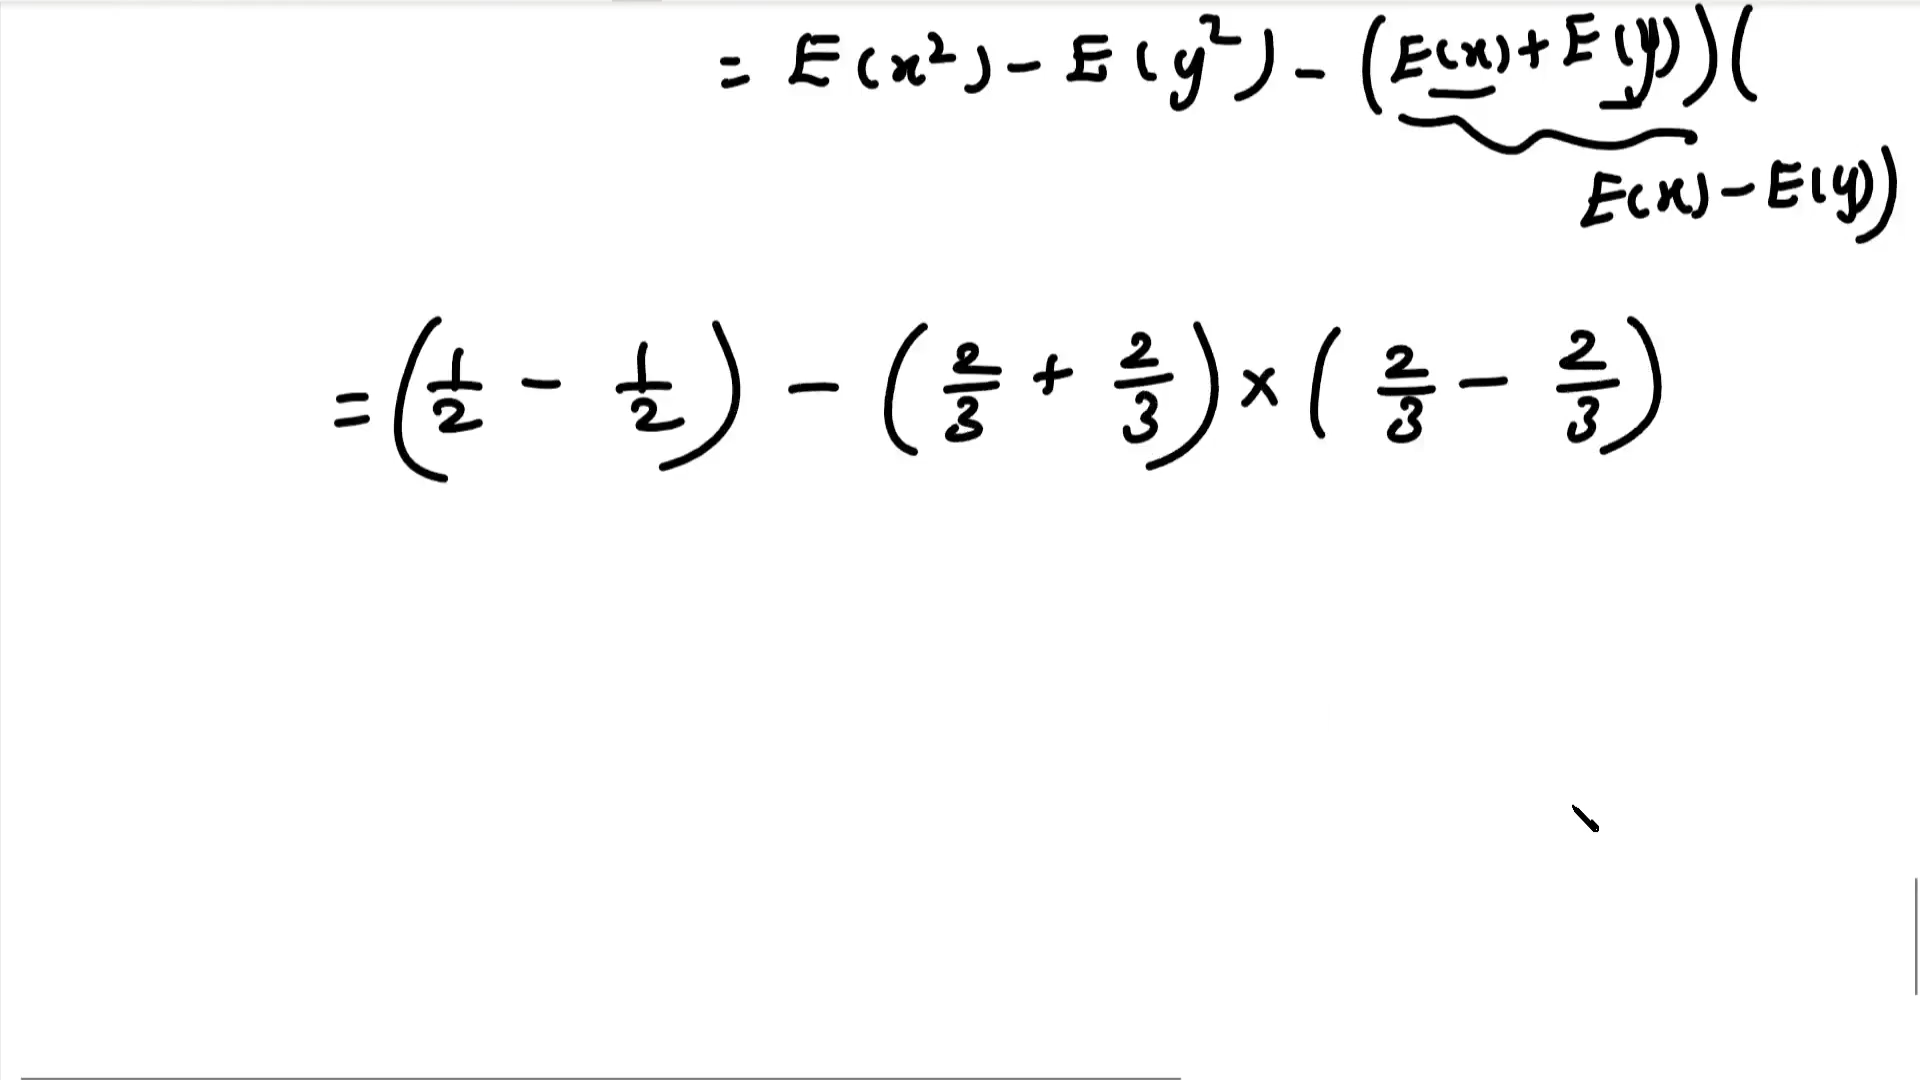 = E(x²) - E(y²) - (E(x) + E(y))(
E(x) - E(y))
= (1/2 - 1/2) - (2/3 + 2/3) × (2/3 - 2/3)